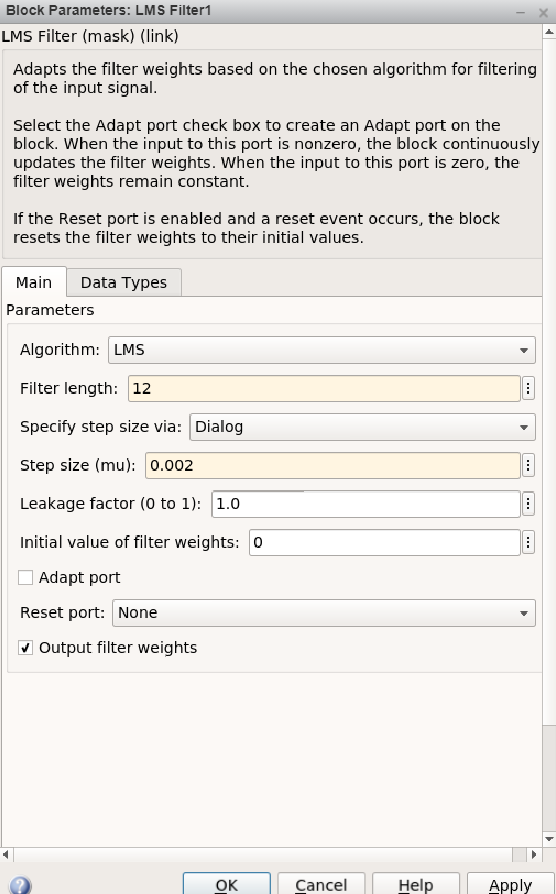 Block Parameters: LMS Filter1
LMS Filter (mask) (link)
Adapts the filter weights based on the chosen algorithm for filtering
of the input signal.
Select the Adapt port check box to create an Adapt port on the
block. When the input to this port is nonzero, the block continuously
updates the filter weights. When the input to this port is zero, the
filter weights remain constant.
If the Reset port is enabled and a reset event occurs, the block
resets the filter weights to their initial values.
Main Data Types
Parameters
Algorithm: LMS
Filter length: 12
Specify step size via: Dialog
Step size (mu): 0.002
Leakage factor (0 to 1): 1.0
Initial value of filter weights: 0
Adapt port
Reset port: None
Output filter weights
? OK Cancel Help Apply